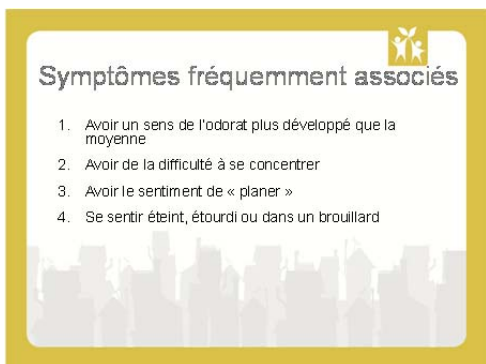 Symptômes fréquemment associés
1. Avoir un sens de l'odorat plus développé que la
moyenne
2. Avoir de la difficulté à se concentrer
3. Avoir le sentiment de « planer »
4. Se sentir éteint, étourdi ou dans un brouillard